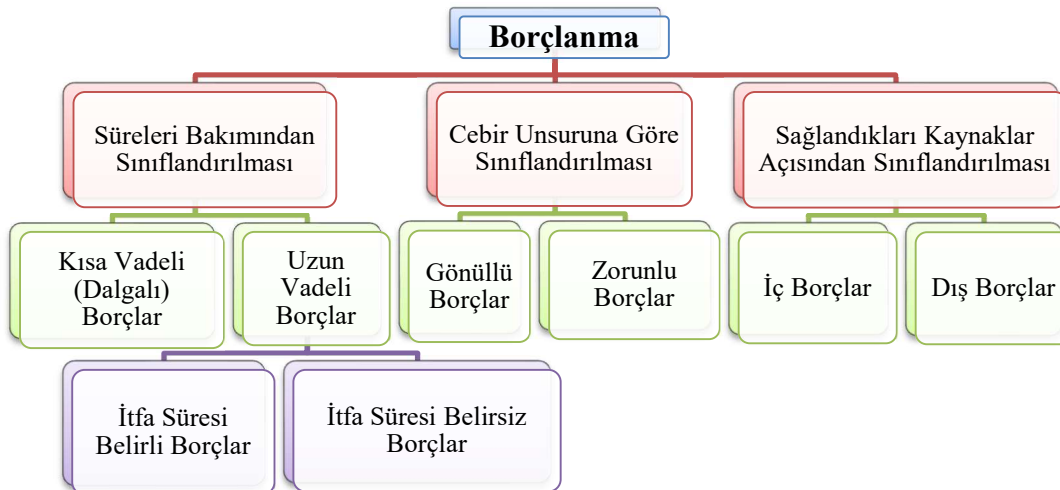 Borçlanma
Süreleri Bakımından
Sınıflandırılması
Cebir Unsuruna Göre
Sınıflandırılması
Sağlandıkları Kaynaklar
Açısından Sınıflandırılması
Kısa Vadeli
(Dalgalı)
Borçlar
Uzun
Vadeli
Borçlar
Gönüllü
Borçlar
Zorunlu
Borçlar
İç Borçlar
Dış Borçlar
İtfa Süresi
Belirli Borçlar
İtfa Süresi Belirsiz
Borçlar